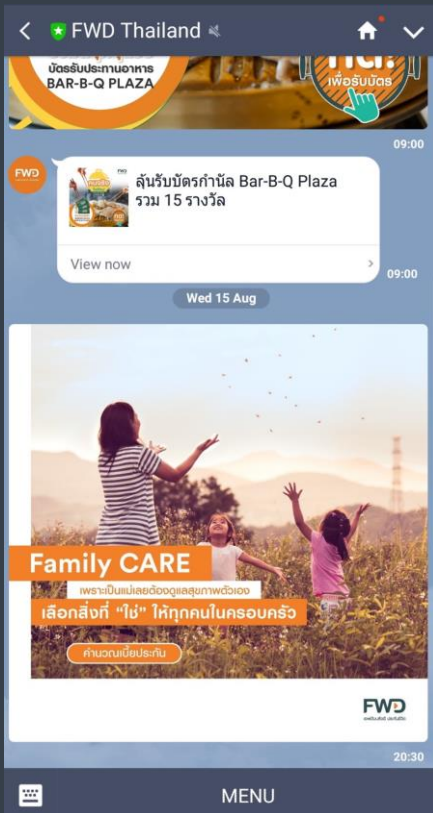 FWD Thailand
บัตรรับประทานอาหาร
BAR-B-Q PLAZA
กด!
เพื่อรับบัตร
09:00
FWD
FWD
ลุ้นรับบัตรกำนัล Bar-B-Q Plaza
รวม 15 รางวัล
View now
09:00
Wed 15 Aug
Family CARE
เพราะเป็นแม่เลยต้องดูแลสุขภาพตัวเอง
เลือกสิ่งที่ “ใช่” ให้ทุกคนในครอบครัว
คำนวณเบี้ยประกัน
FWD
20:30
MENU